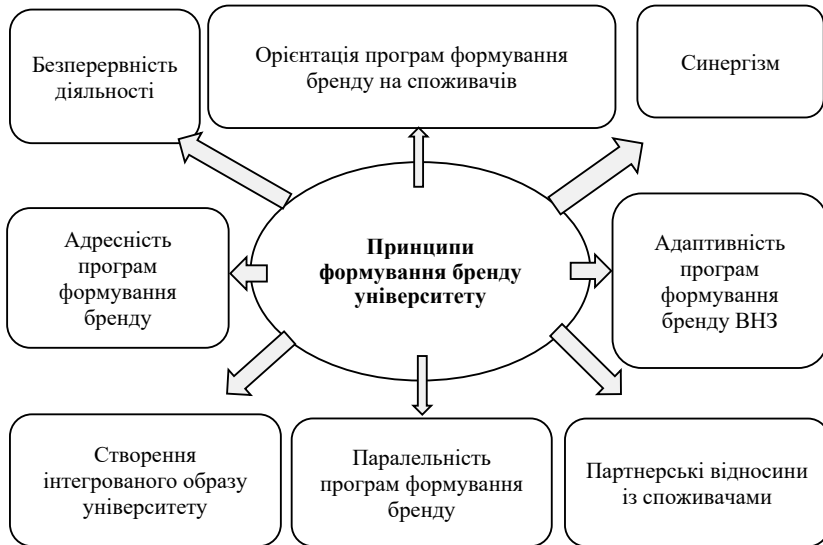 Безперервність
діяльності
Орієнтація програм формування
бренду на споживачів
Синергізм
Адресність
програм
формування
бренду
Принципи
формування бренду
університету
Адаптивність
програм
формування
бренду ВНЗ
Створення
інтегрованого образу
університету
Паралельність
програм формування
бренду
Партнерські відносини
із споживачами